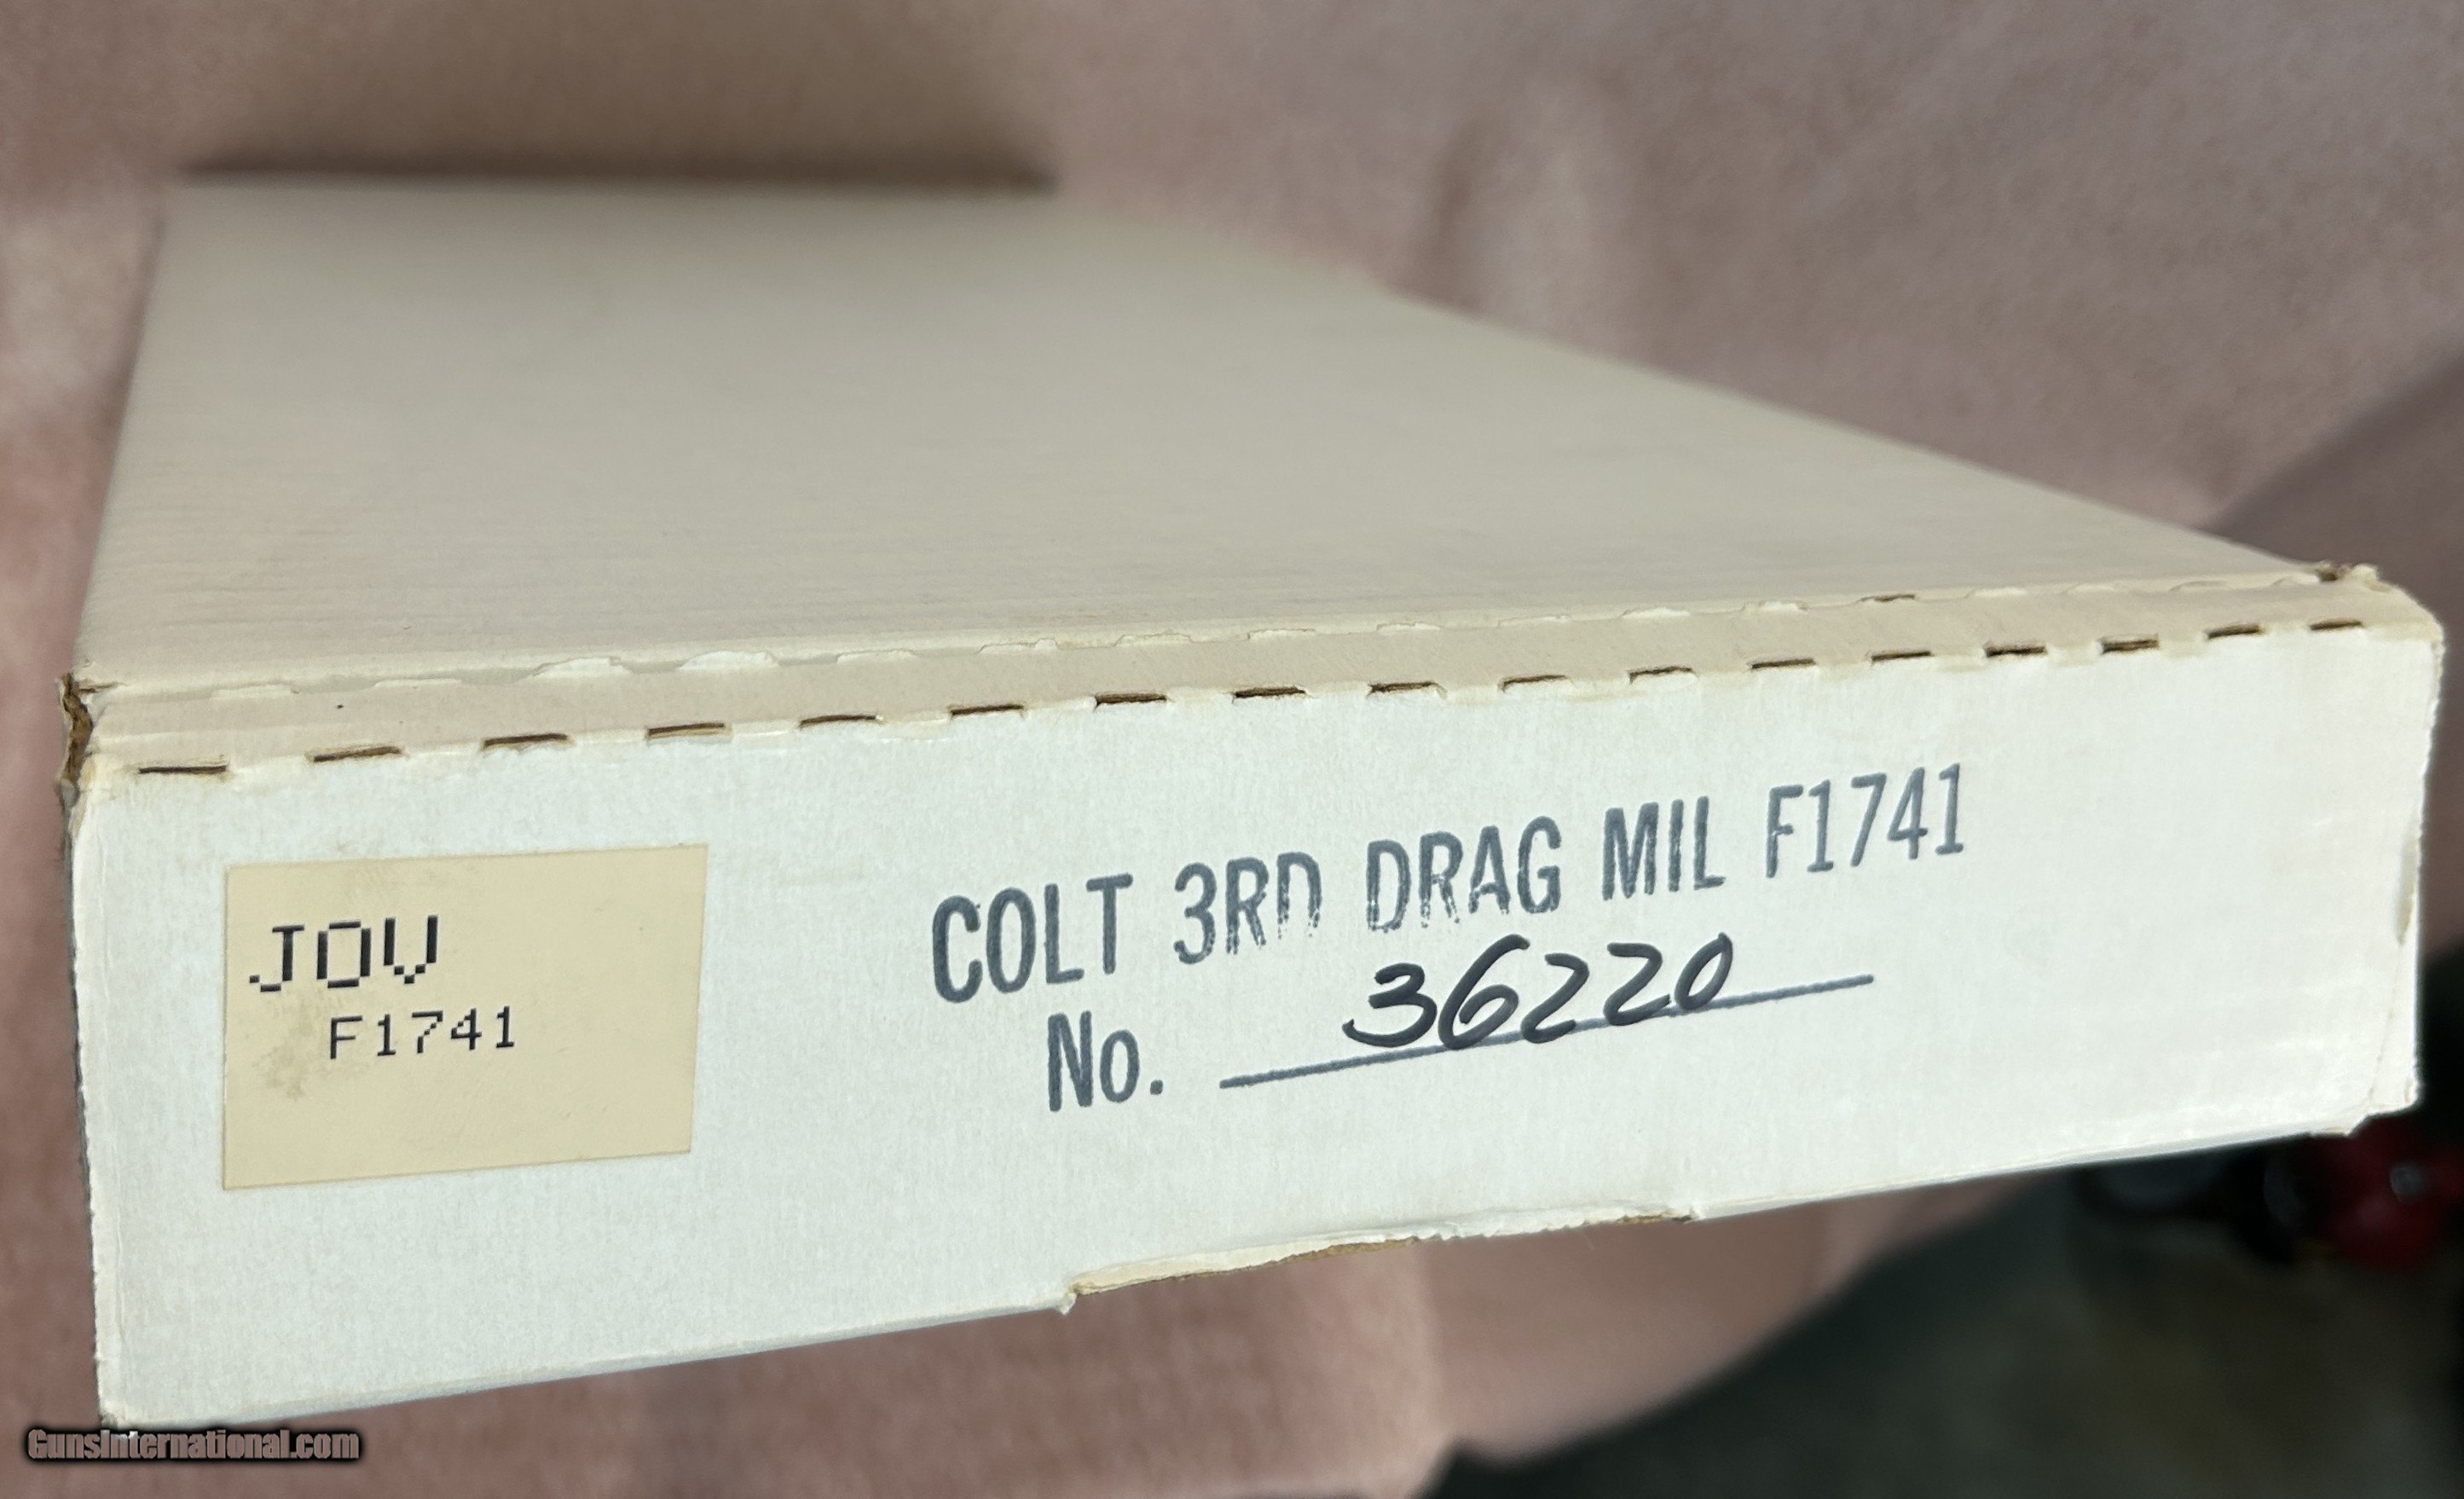 JOV
F1741
COLT 3RD DRAG MIL F1741
No. 36220
GunsInternational.com